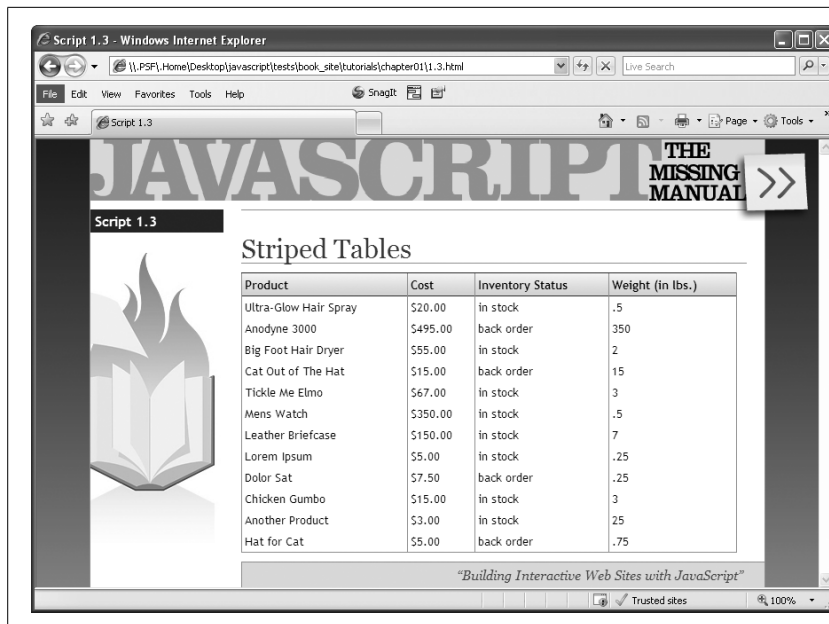 Script 1.3 - Windows Internet Explorer
\\.PSF\.Home\Desktop\javascript\tests\book_site\tutorials\chapter01\1.3.html Live Search
File Edit View Favorites Tools Help SnagIt
Script 1.3 Page Tools
JAVASCRIPT THE MISSING MANUAL
Script 1.3
Striped Tables
Product Cost Inventory Status Weight (in lbs.)
Ultra-Glow Hair Spray $20.00 in stock .5
Anodyne 3000 $495.00 back order 350
Big Foot Hair Dryer $55.00 in stock 2
Cat Out of The Hat $15.00 back order 15
Tickle Me Elmo $67.00 in stock 3
Mens Watch $350.00 in stock .5
Leather Briefcase $150.00 in stock 7
Lorem Ipsum $5.00 in stock .25
Dolor Sat $7.50 back order .25
Chicken Gumbo $15.00 in stock 3
Another Product $3.00 in stock 25
Hat for Cat $5.00 back order .75
“Building Interactive Web Sites with JavaScript”
Trusted sites 100%